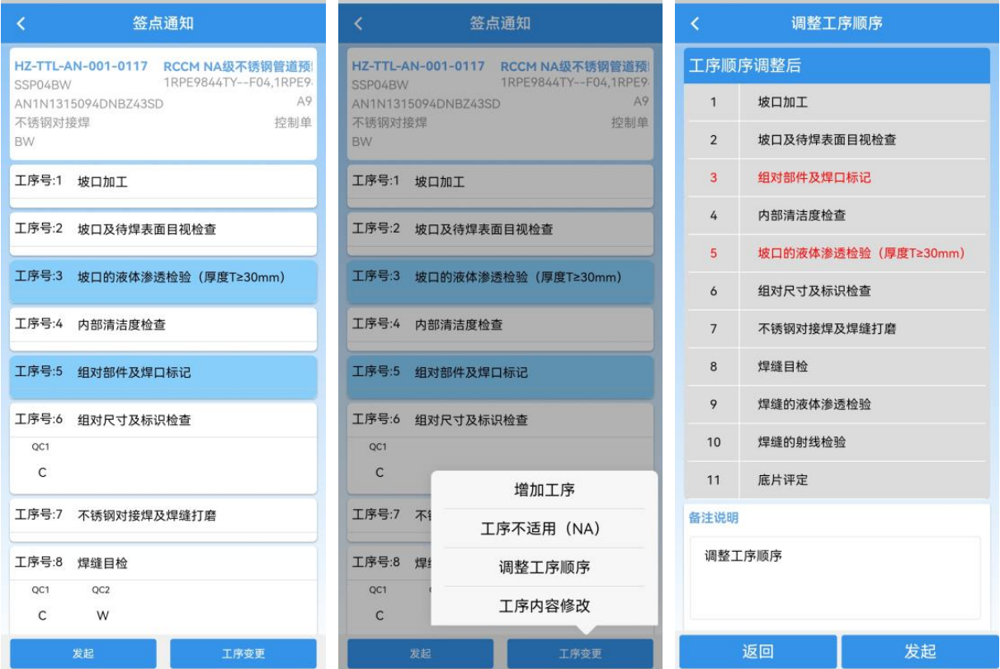 签点通知
HZ-TTL-AN-001-0117 RCCM NA级不锈钢管道预
SSP04BW 1RPE9844TY--F04,1RPE9
AN1N1315094DNBZ43SD A9
不锈钢对接焊 控制单
BW
工序号:1 坡口加工
工序号:2 坡口及待焊表面目视检查
工序号:3 坡口的液体渗透检验（厚度T≥30mm）
工序号:4 内部清洁度检查
工序号:5 组对部件及焊口标记
工序号:6 组对尺寸及标识检查
QC1
C
工序号:7 不锈钢对接焊及焊缝打磨
工序号:8 焊缝目检
QC1 QC2
C W
发起 工序变更
签点通知
HZ-TTL-AN-001-0117 RCCM NA级不锈钢管道预
SSP04BW 1RPE9844TY--F04,1RPE9
AN1N1315094DNBZ43SD A9
不锈钢对接焊 控制单
BW
工序号:1 坡口加工
工序号:2 坡口及待焊表面目视检查
工序号:3 坡口的液体渗透检验（厚度T≥30mm）
工序号:4 内部清洁度检查
工序号:5 组对部件及焊口标记
工序号:6 组对尺寸及标识检查
QC1
C
工序号:7 不
工序号:8 焊
QC1
C
增加工序
工序不适用（NA）
调整工序顺序
工序内容修改
发起 工序变更
调整工序顺序
工序顺序调整后
1 坡口加工
2 坡口及待焊表面目视检查
3 组对部件及焊口标记
4 内部清洁度检查
5 坡口的液体渗透检验（厚度T≥30mm）
6 组对尺寸及标识检查
7 不锈钢对接焊及焊缝打磨
8 焊缝目检
9 焊缝的液体渗透检验
10 焊缝的射线检验
11 底片评定
备注说明
调整工序顺序
返回 发起